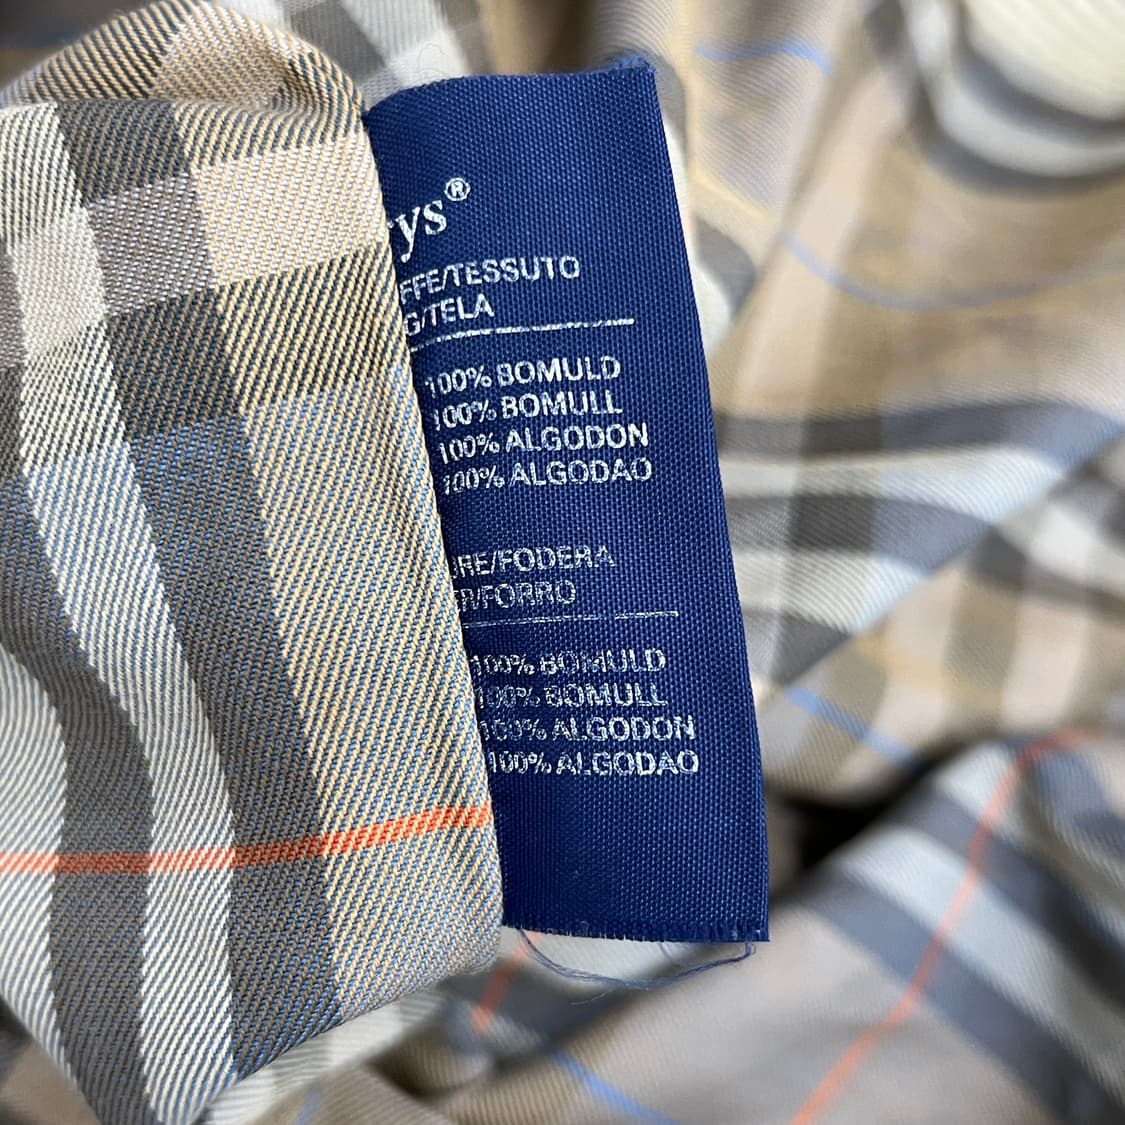 ys®
FFE/TESSUTO
G/TELA
100% BOMULD
100% BOMULL
100% ALGODON
100% ALGODAO
RE/FODERA
R/FORRO
100% BOMULD
100% BOMULL
100% ALGODON
100% ALGODAO